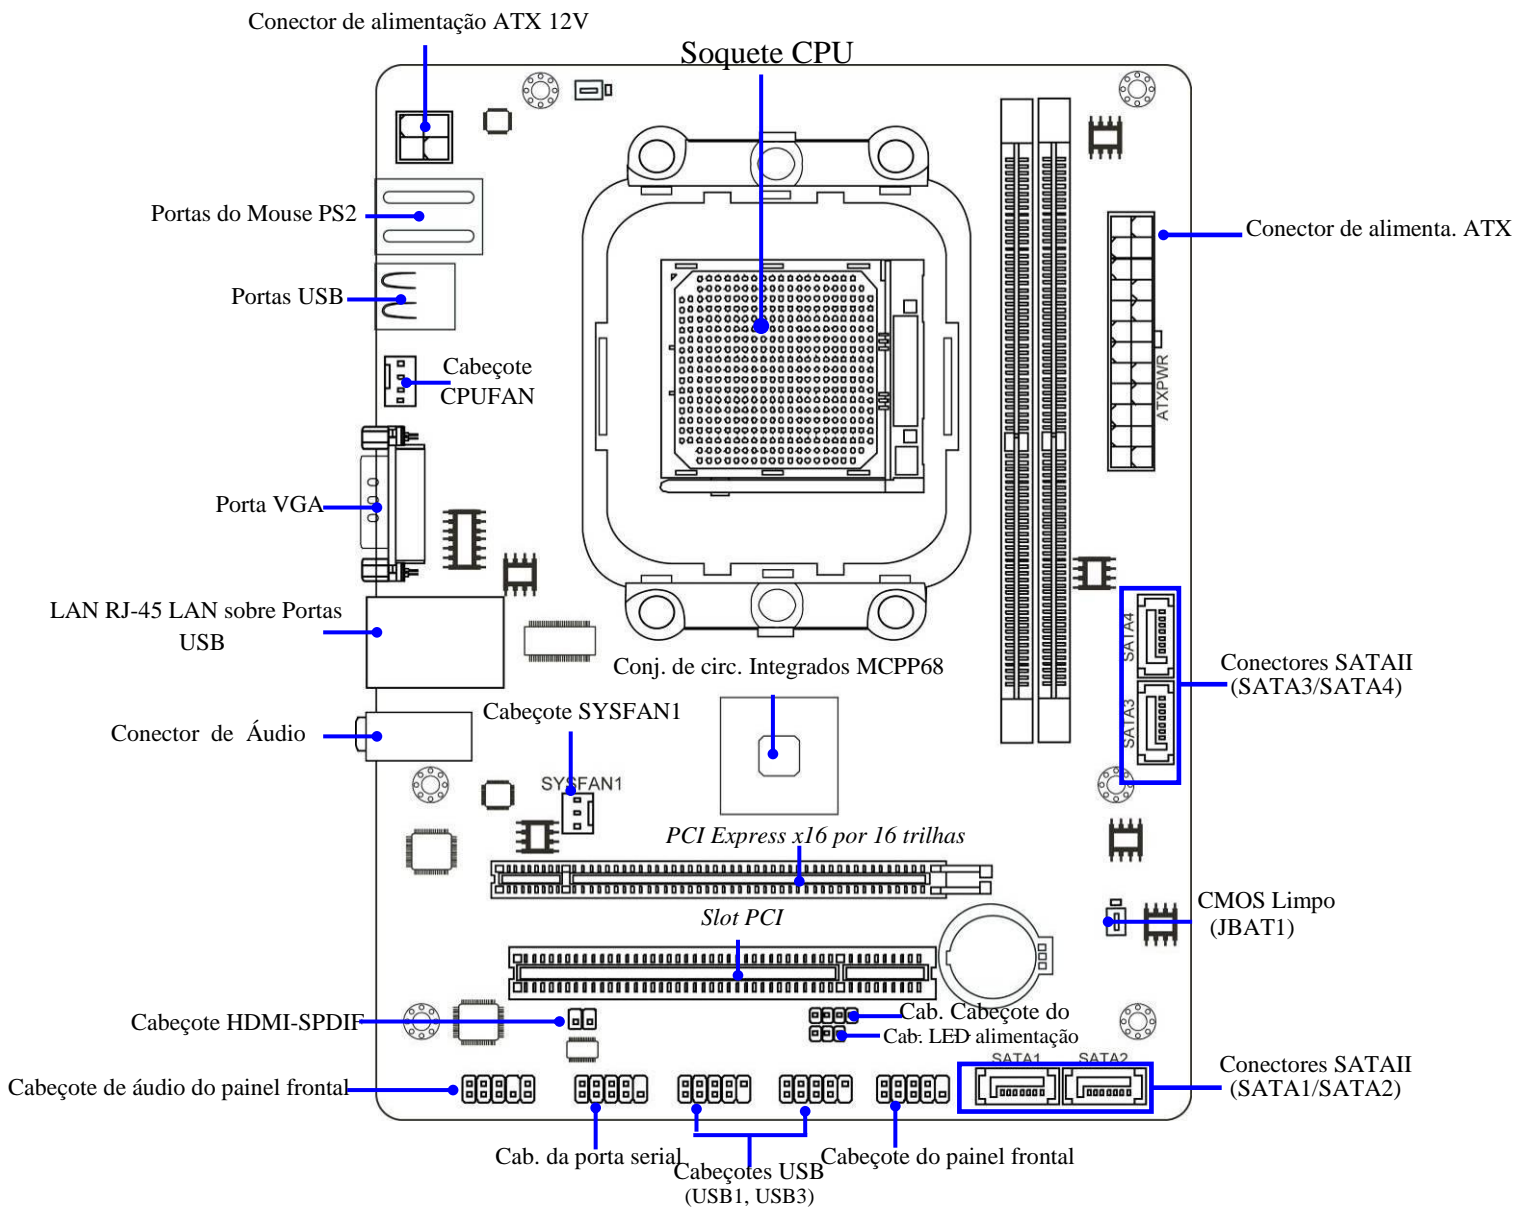 Conector de alimentação ATX 12V
Soquete CPU
Portas do Mouse PS2
Conector de alimenta. ATX
Portas USB
Cabeçote
CPUFAN
ATXPWR
Porta VGA
LAN RJ-45 LAN sobre Portas
USB
SATA4
Conj. de circ. Integrados MCPP68
Conectores SATAII
(SATA3/SATA4)
Cabeçote SYSFAN1
SATA3
Conector de Áudio
SYSFAN1
PCI Express x16 por 16 trilhas
CMOS Limpo
(JBAT1)
Slot PCI
Cabeçote HDMI-SPDIF
Cab. Cabeçote do
Cab. LED alimentação
SATA1
SATA2
Conectores SATAII
(SATA1/SATA2)
Cabeçote de áudio do painel frontal
Cab. da porta serial
Cabeçotes USB
(USB1, USB3)
Cabeçote do painel frontal